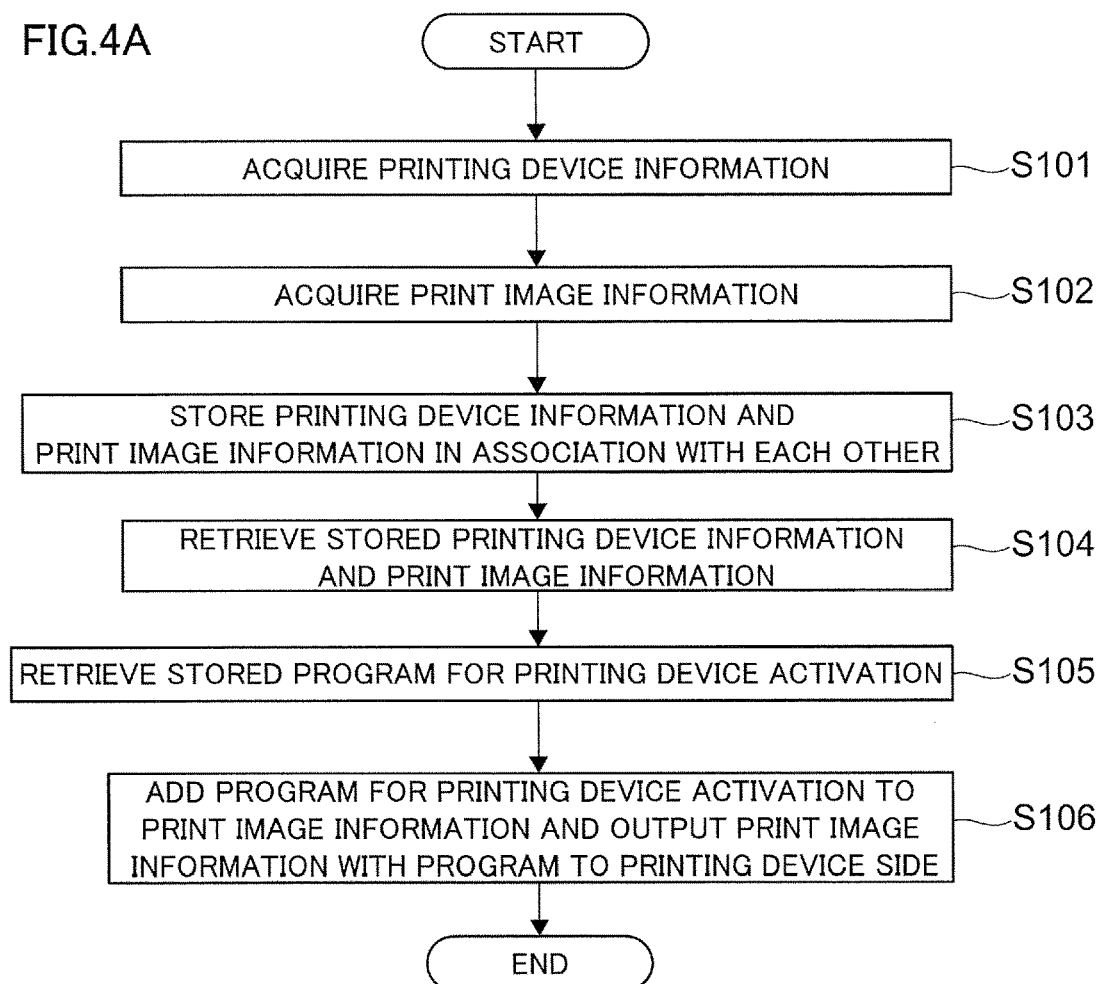 FIG.4A
START
ACQUIRE PRINTING DEVICE INFORMATION
S101
ACQUIRE PRINT IMAGE INFORMATION
S102
STORE PRINTING DEVICE INFORMATION AND
PRINT IMAGE INFORMATION IN ASSOCIATION WITH EACH OTHER
S103
RETRIEVE STORED PRINTING DEVICE INFORMATION
AND PRINT IMAGE INFORMATION
S104
RETRIEVE STORED PROGRAM FOR PRINTING DEVICE ACTIVATION
S105
ADD PROGRAM FOR PRINTING DEVICE ACTIVATION TO
PRINT IMAGE INFORMATION AND OUTPUT PRINT IMAGE
INFORMATION WITH PROGRAM TO PRINTING DEVICE SIDE
S106
END